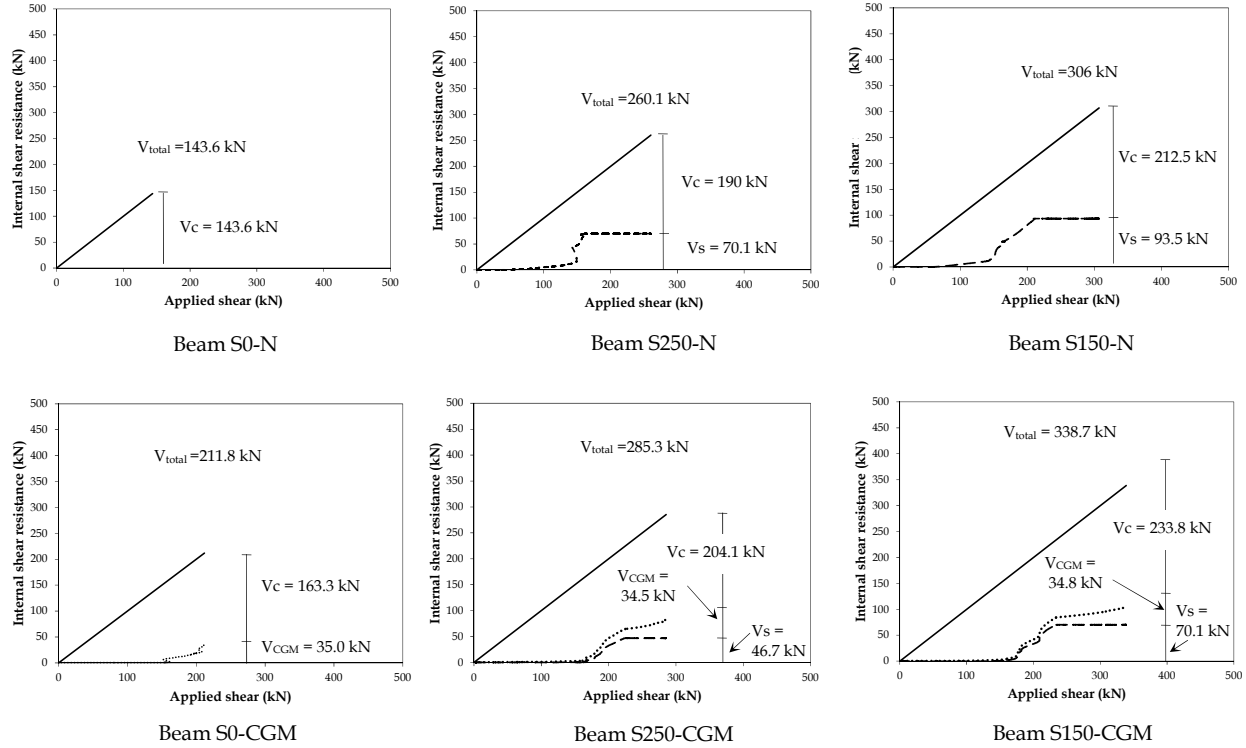 Internal shear resistance (kN)
500
450
400
350
300
250
200
150
100
50
0
V_total =143.6 kN
Vc = 143.6 kN
0 100 200 300 400 500
Applied shear (kN)
Beam S0-N
Internal shear resistance (kN)
500
450
400
350
300
250
200
150
100
50
0
V_total =260.1 kN
Vc = 190 kN
Vs = 70.1 kN
0 100 200 300 400 500
Applied shear (kN)
Beam S250-N
Internal shear (kN)
500
450
400
350
300
250
200
150
100
50
0
V_total =306 kN
Vc = 212.5 kN
Vs = 93.5 kN
0 100 200 300 400 500
Applied shear (kN)
Beam S150-N
Internal shear resistance (kN)
500
450
400
350
300
250
200
150
100
50
0
V_total =211.8 kN
Vc = 163.3 kN
V_CGM = 35.0 kN
0 100 200 300 400 500
Applied shear (kN)
Beam S0-CGM
Internal shear resistance (kN)
500
450
400
350
300
250
200
150
100
50
0
V_total =285.3 kN
Vc = 204.1 kN
V_CGM =
34.5 kN
Vs =
46.7 kN
0 100 200 300 400 500
Applied shear (kN)
Beam S250-CGM
Internal shear resistance (kN)
500
450
400
350
300
250
200
150
100
50
0
V_total = 338.7 kN
Vc = 233.8 kN
V_CGM =
34.8 kN
Vs =
70.1 kN
0 100 200 300 400 500
Applied shear (kN)
Beam S150-CGM